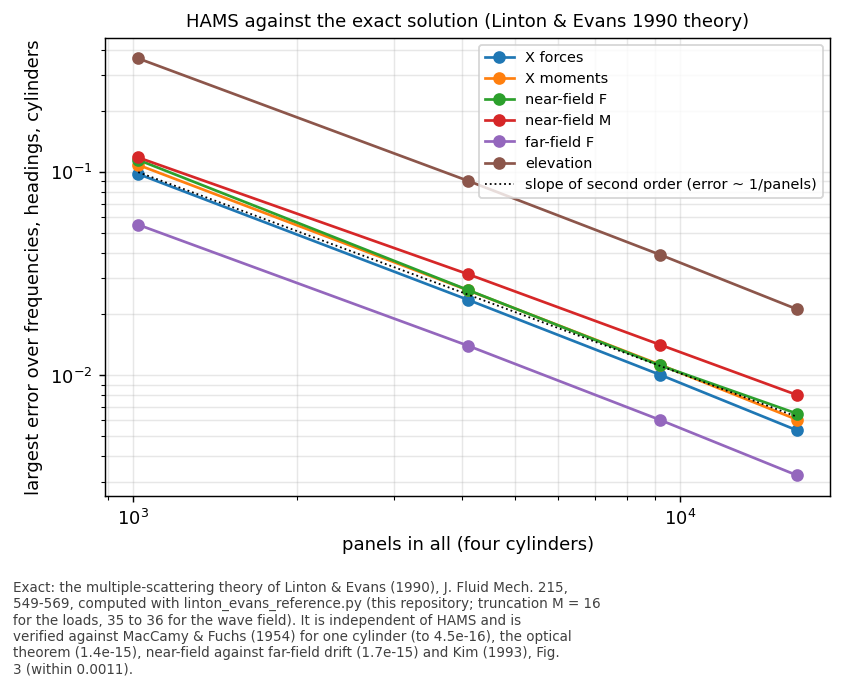 HAMS against the exact solution (Linton & Evans 1990 theory)
largest error over frequencies, headings, cylinders
10⁻¹
10⁻²
X forces
X moments
near-field F
near-field M
far-field F
elevation
slope of second order (error ~ 1/panels)
10³
10⁴
panels in all (four cylinders)
Exact: the multiple-scattering theory of Linton & Evans (1990), J. Fluid Mech. 215,
549-569, computed with linton_evans_reference.py (this repository; truncation M = 16
for the loads, 35 to 36 for the wave field). It is independent of HAMS and is
verified against MacCamy & Fuchs (1954) for one cylinder (to 4.5e-16), the optical
theorem (1.4e-15), near-field against far-field drift (1.7e-15) and Kim (1993), Fig.
3 (within 0.0011).